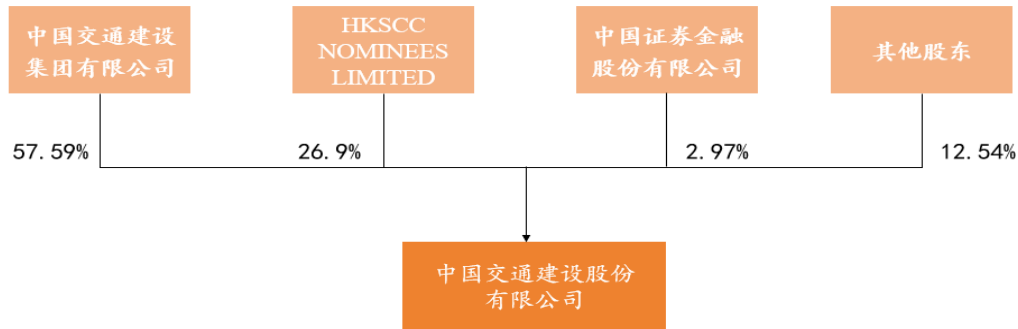 中国交通建设
集团有限公司
HKSCC
NOMINEES
LIMITED
中国证券金融
股份有限公司
其他股东
57.59%
26.9%
2.97%
12.54%
中国交通建设股份
有限公司